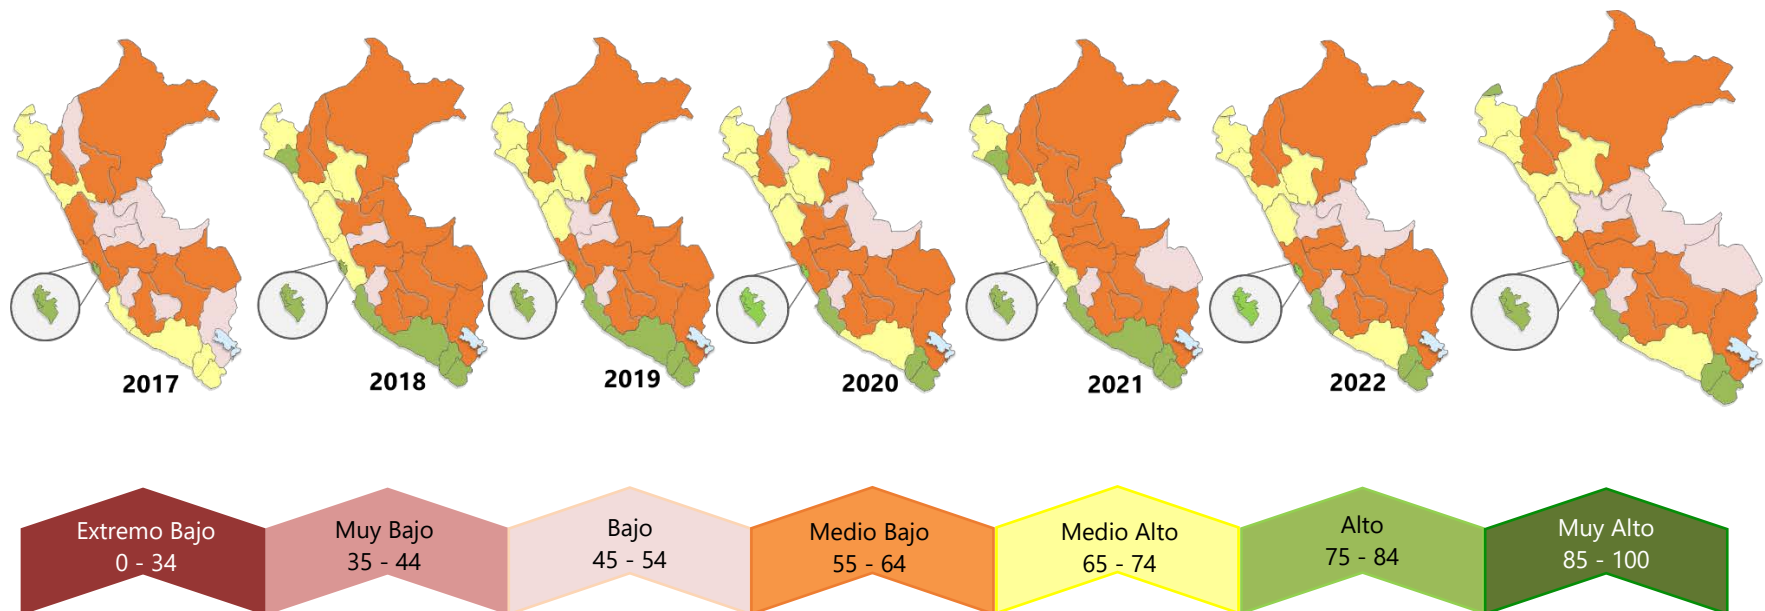 2017
2018
2019
2020
2021
2022
Extremo Bajo
0 - 34
Muy Bajo
35 - 44
Bajo
45 - 54
Medio Bajo
55 - 64
Medio Alto
65 - 74
Alto
75 - 84
Muy Alto
85 - 100